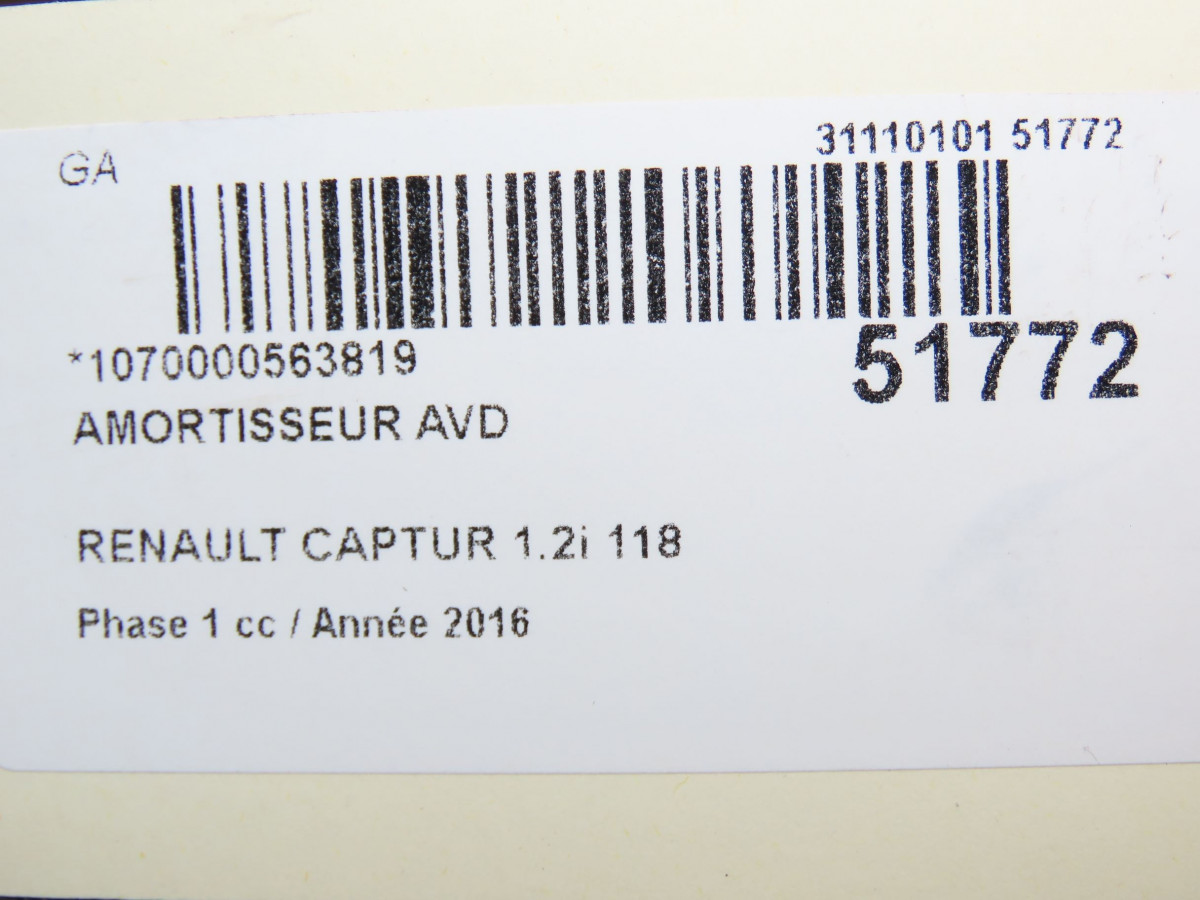 GA
31110101 51772
51772
*1070000563819
AMORTISSEUR AVD
RENAULT CAPTUR 1.2i 118
Phase 1 cc / Année 2016